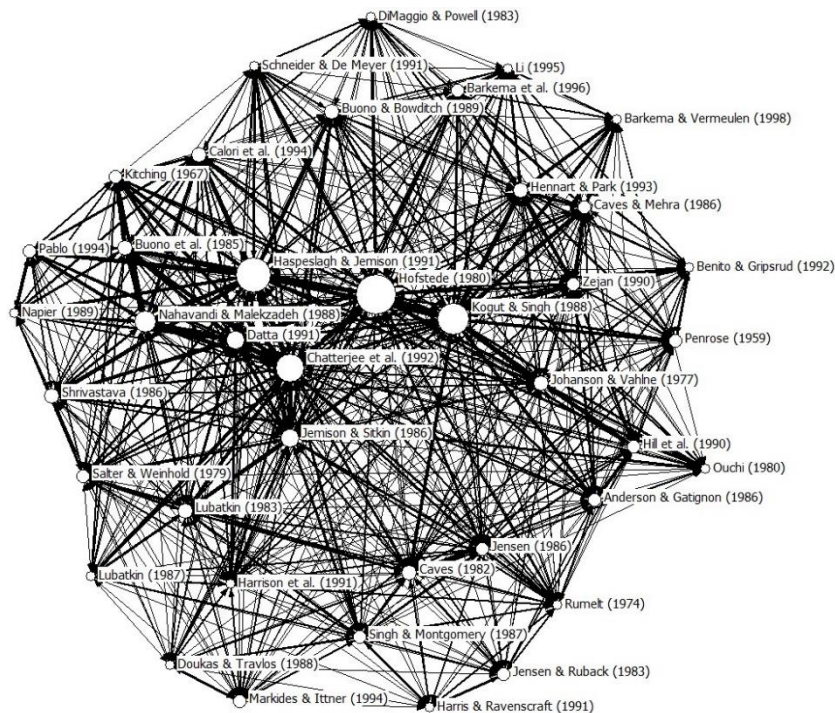 DiMaggio & Powell (1983)
Schneider & De Meyer (1991)
Li (1995)
Barkema et al. (1996)
Buono & Bowditch (1989)
Barkema & Vermeulen (1998)
Calori et al. (1994)
Kitching (1967)
Hennart & Park (1993)
Caves & Mehra (1986)
Pablo (1994)
Buono et al. (1985)
Haspeslagh & Jemison (1991)
Benito & Gripsrud (1992)
Hofstede (1980)
Zejan (1990)
Napier (1989)
Nahavandi & Malekzadeh (1988)
Kogut & Singh (1988)
Datta (1991)
Penrose (1959)
Chatterjee et al. (1992)
Johanson & Vahlne (1977)
Shrivastava (1986)
Jemison & Sitkin (1986)
Hill et al. (1990)
Ouchi (1980)
Salter & Weinhold (1979)
Anderson & Gatignon (1986)
Lubatkin (1983)
Jensen (1986)
Caves (1982)
Lubatkin (1987)
Harrison et al. (1991)
Rumelt (1974)
Singh & Montgomery (1987)
Doukas & Travlos (1988)
Jensen & Ruback (1983)
Markides & Ittner (1994)
Harris & Ravenscraft (1991)